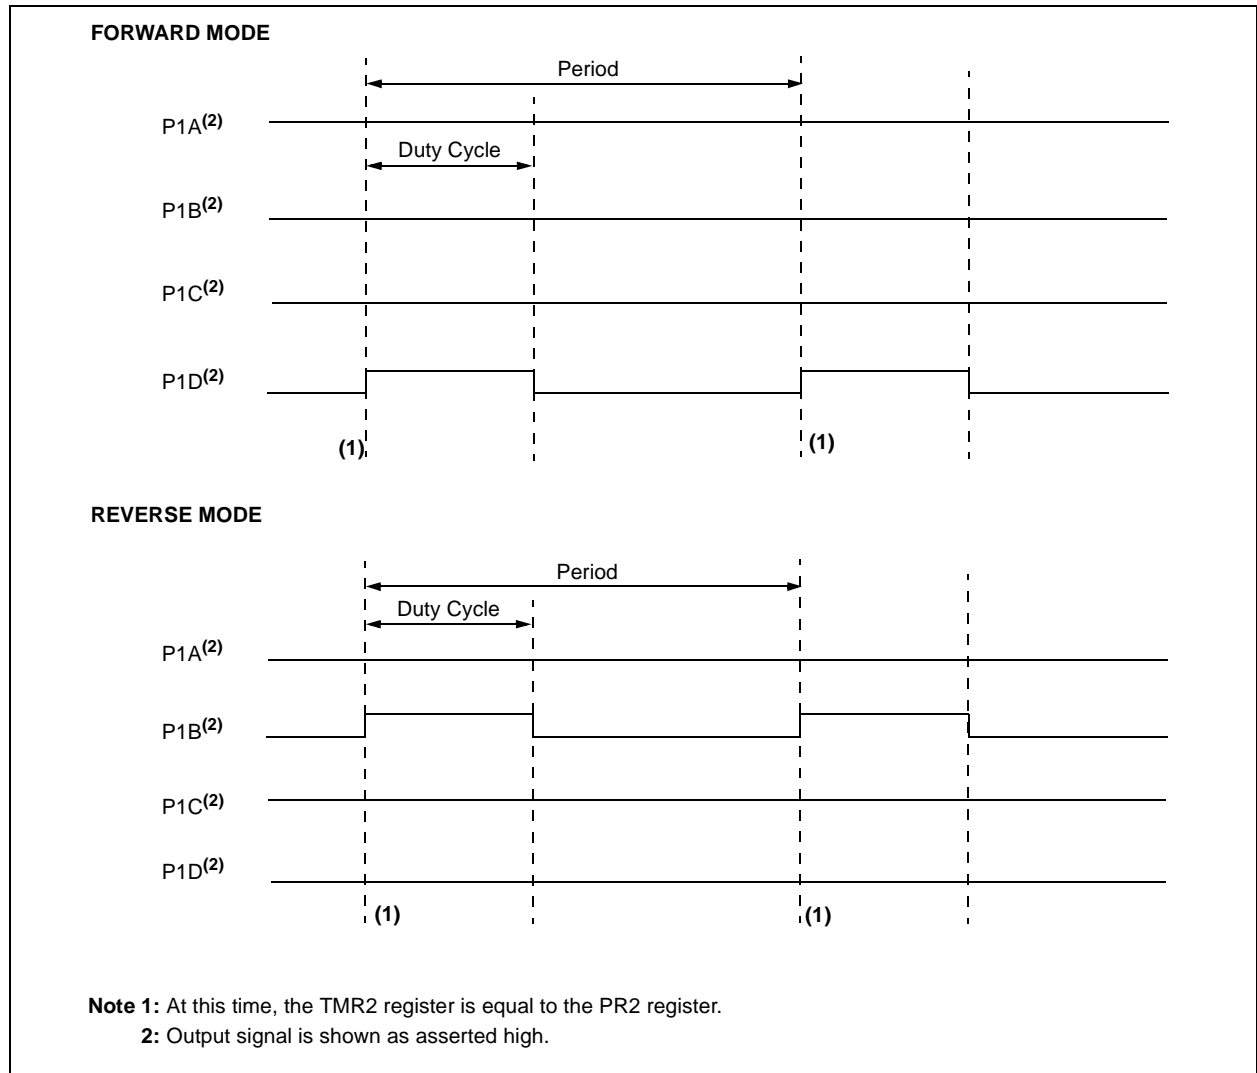 FORWARD MODE
Period
P1A(2)
Duty Cycle
P1B(2)
P1C(2)
P1D(2)
(1) (1)
REVERSE MODE
Period
Duty Cycle
P1A(2)
P1B(2)
P1C(2)
P1D(2)
(1) (1)
Note 1: At this time, the TMR2 register is equal to the PR2 register.
2: Output signal is shown as asserted high.